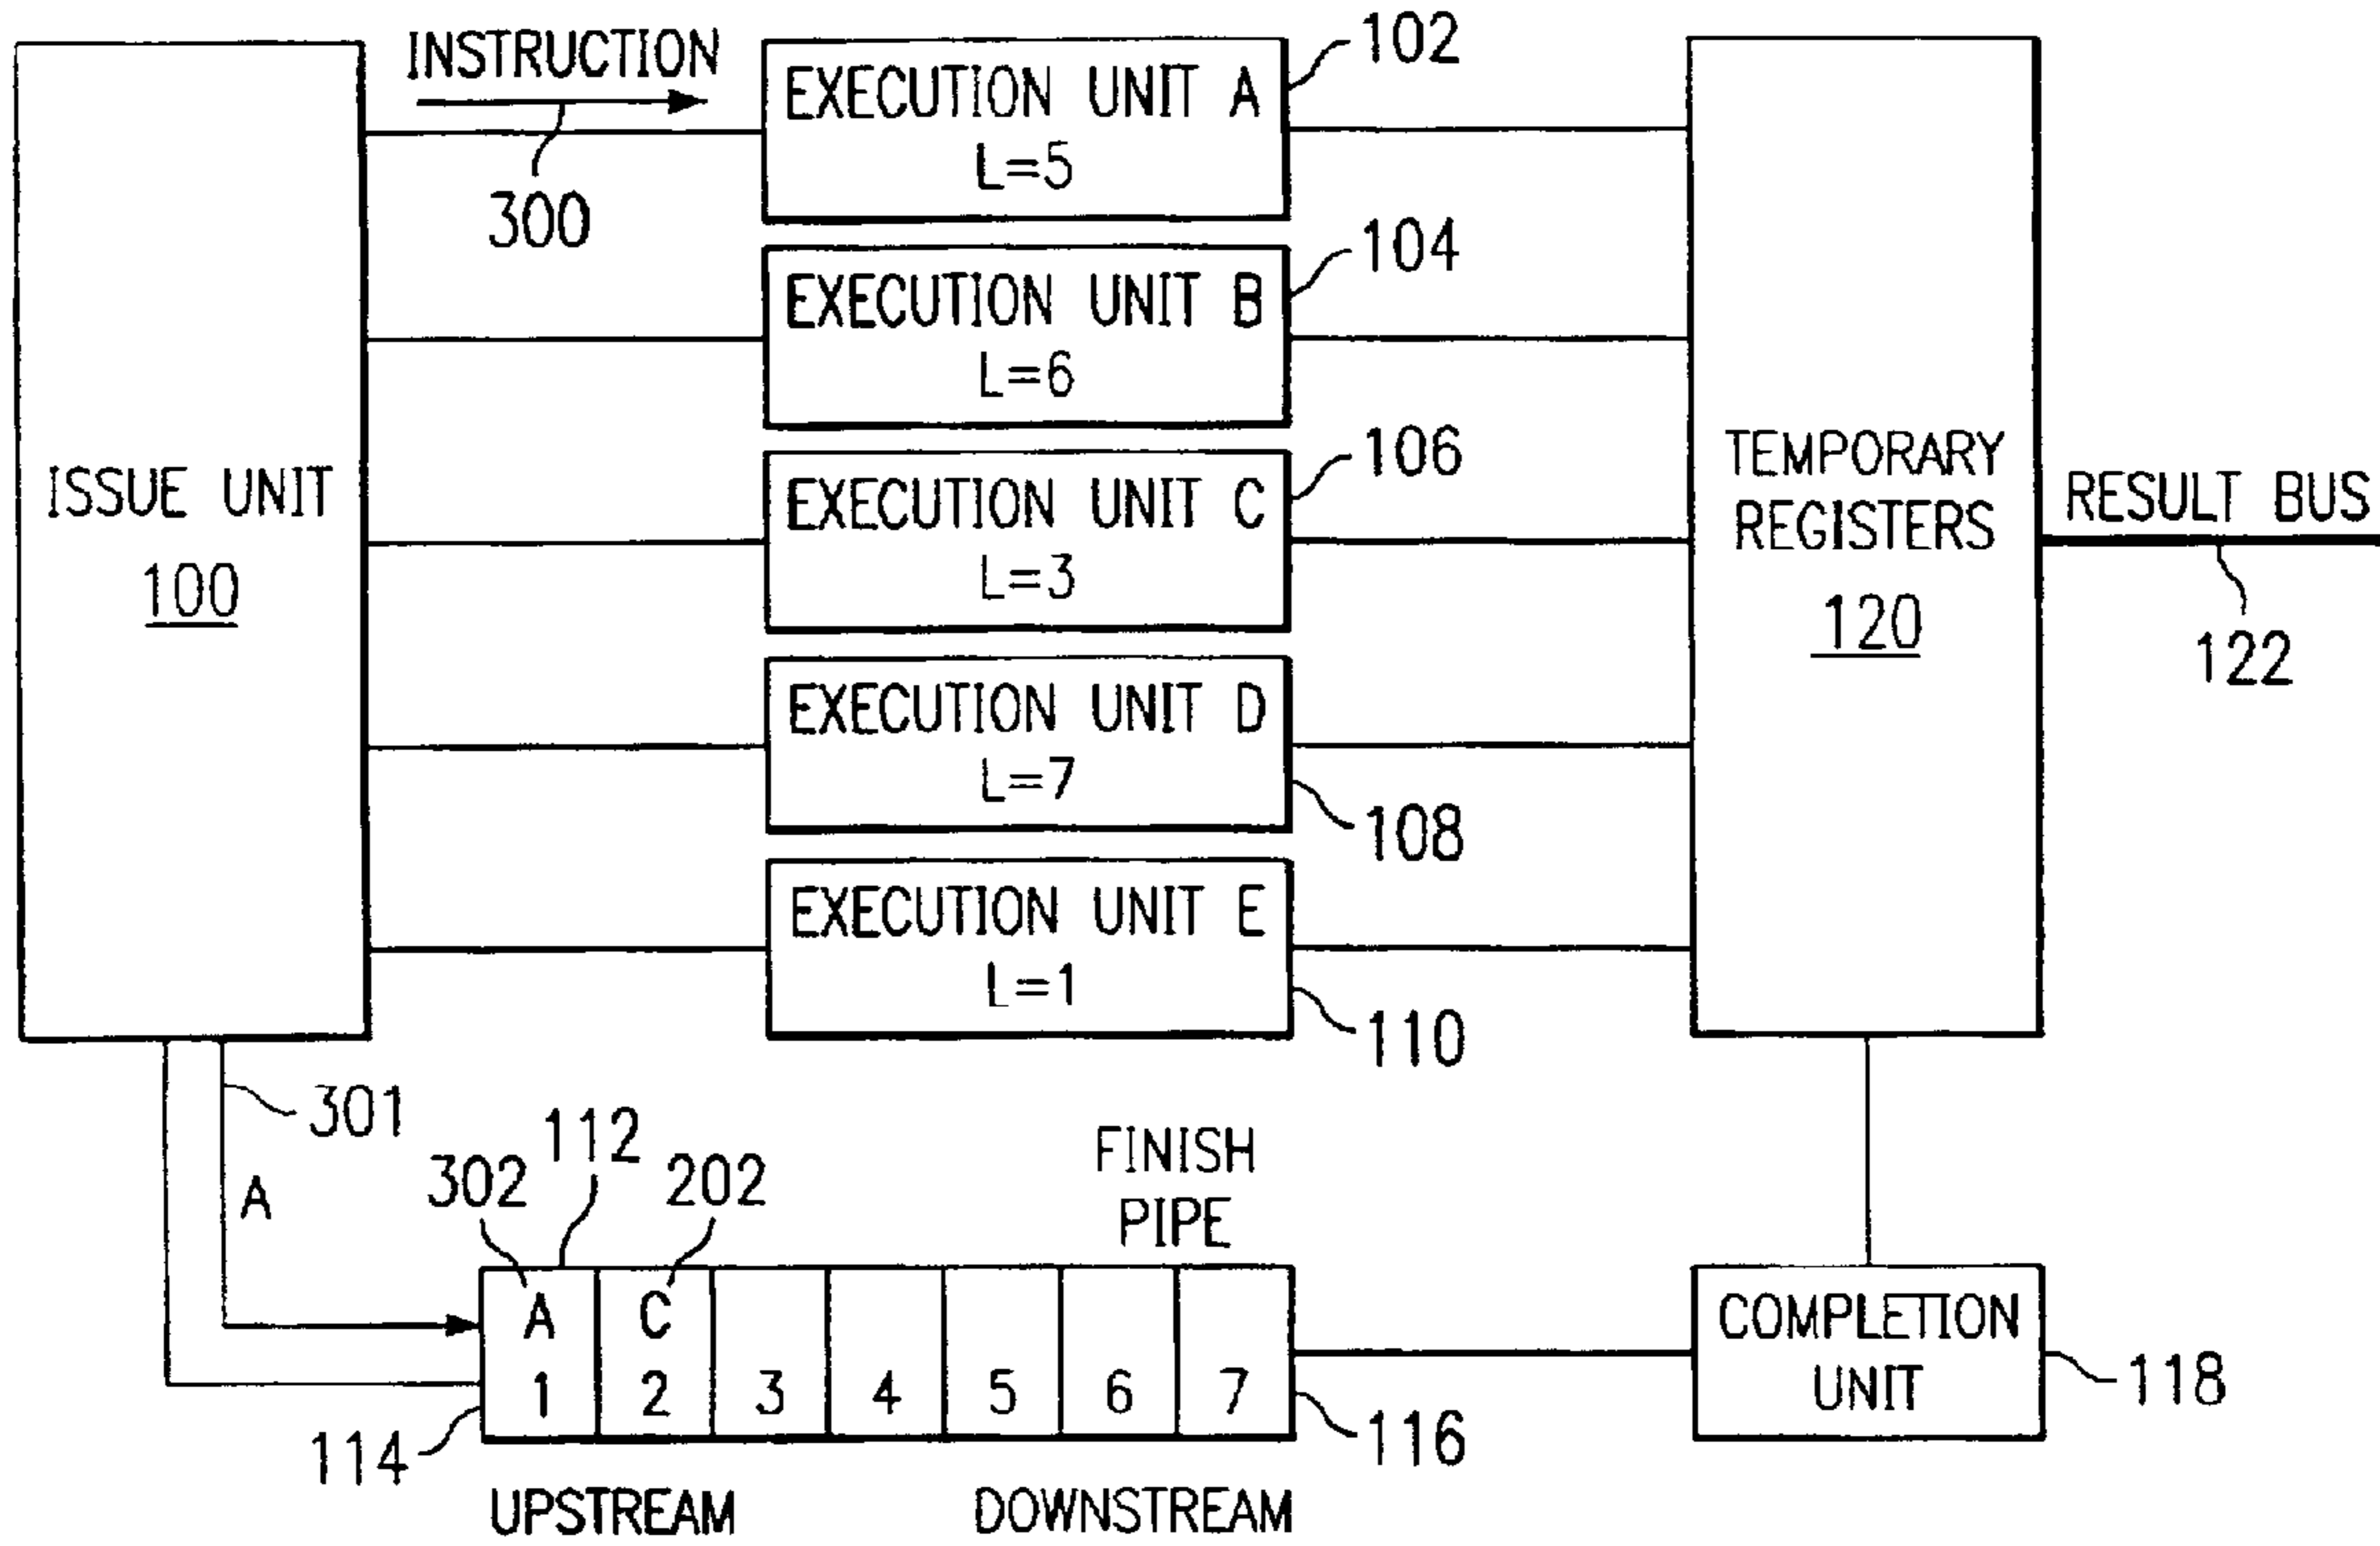 INSTRUCTION
300
EXECUTION UNIT A
L=5
102
EXECUTION UNIT B
L=6
104
EXECUTION UNIT C
L=3
106
EXECUTION UNIT D
L=7
108
EXECUTION UNIT E
L=1
110
ISSUE UNIT
100
TEMPORARY
REGISTERS
120
RESULT BUS
122
301
A
302
112
202
FINISH
PIPE
A C
1 2 3 4 5 6 7
114
116
UPSTREAM
DOWNSTREAM
COMPLETION
UNIT
118